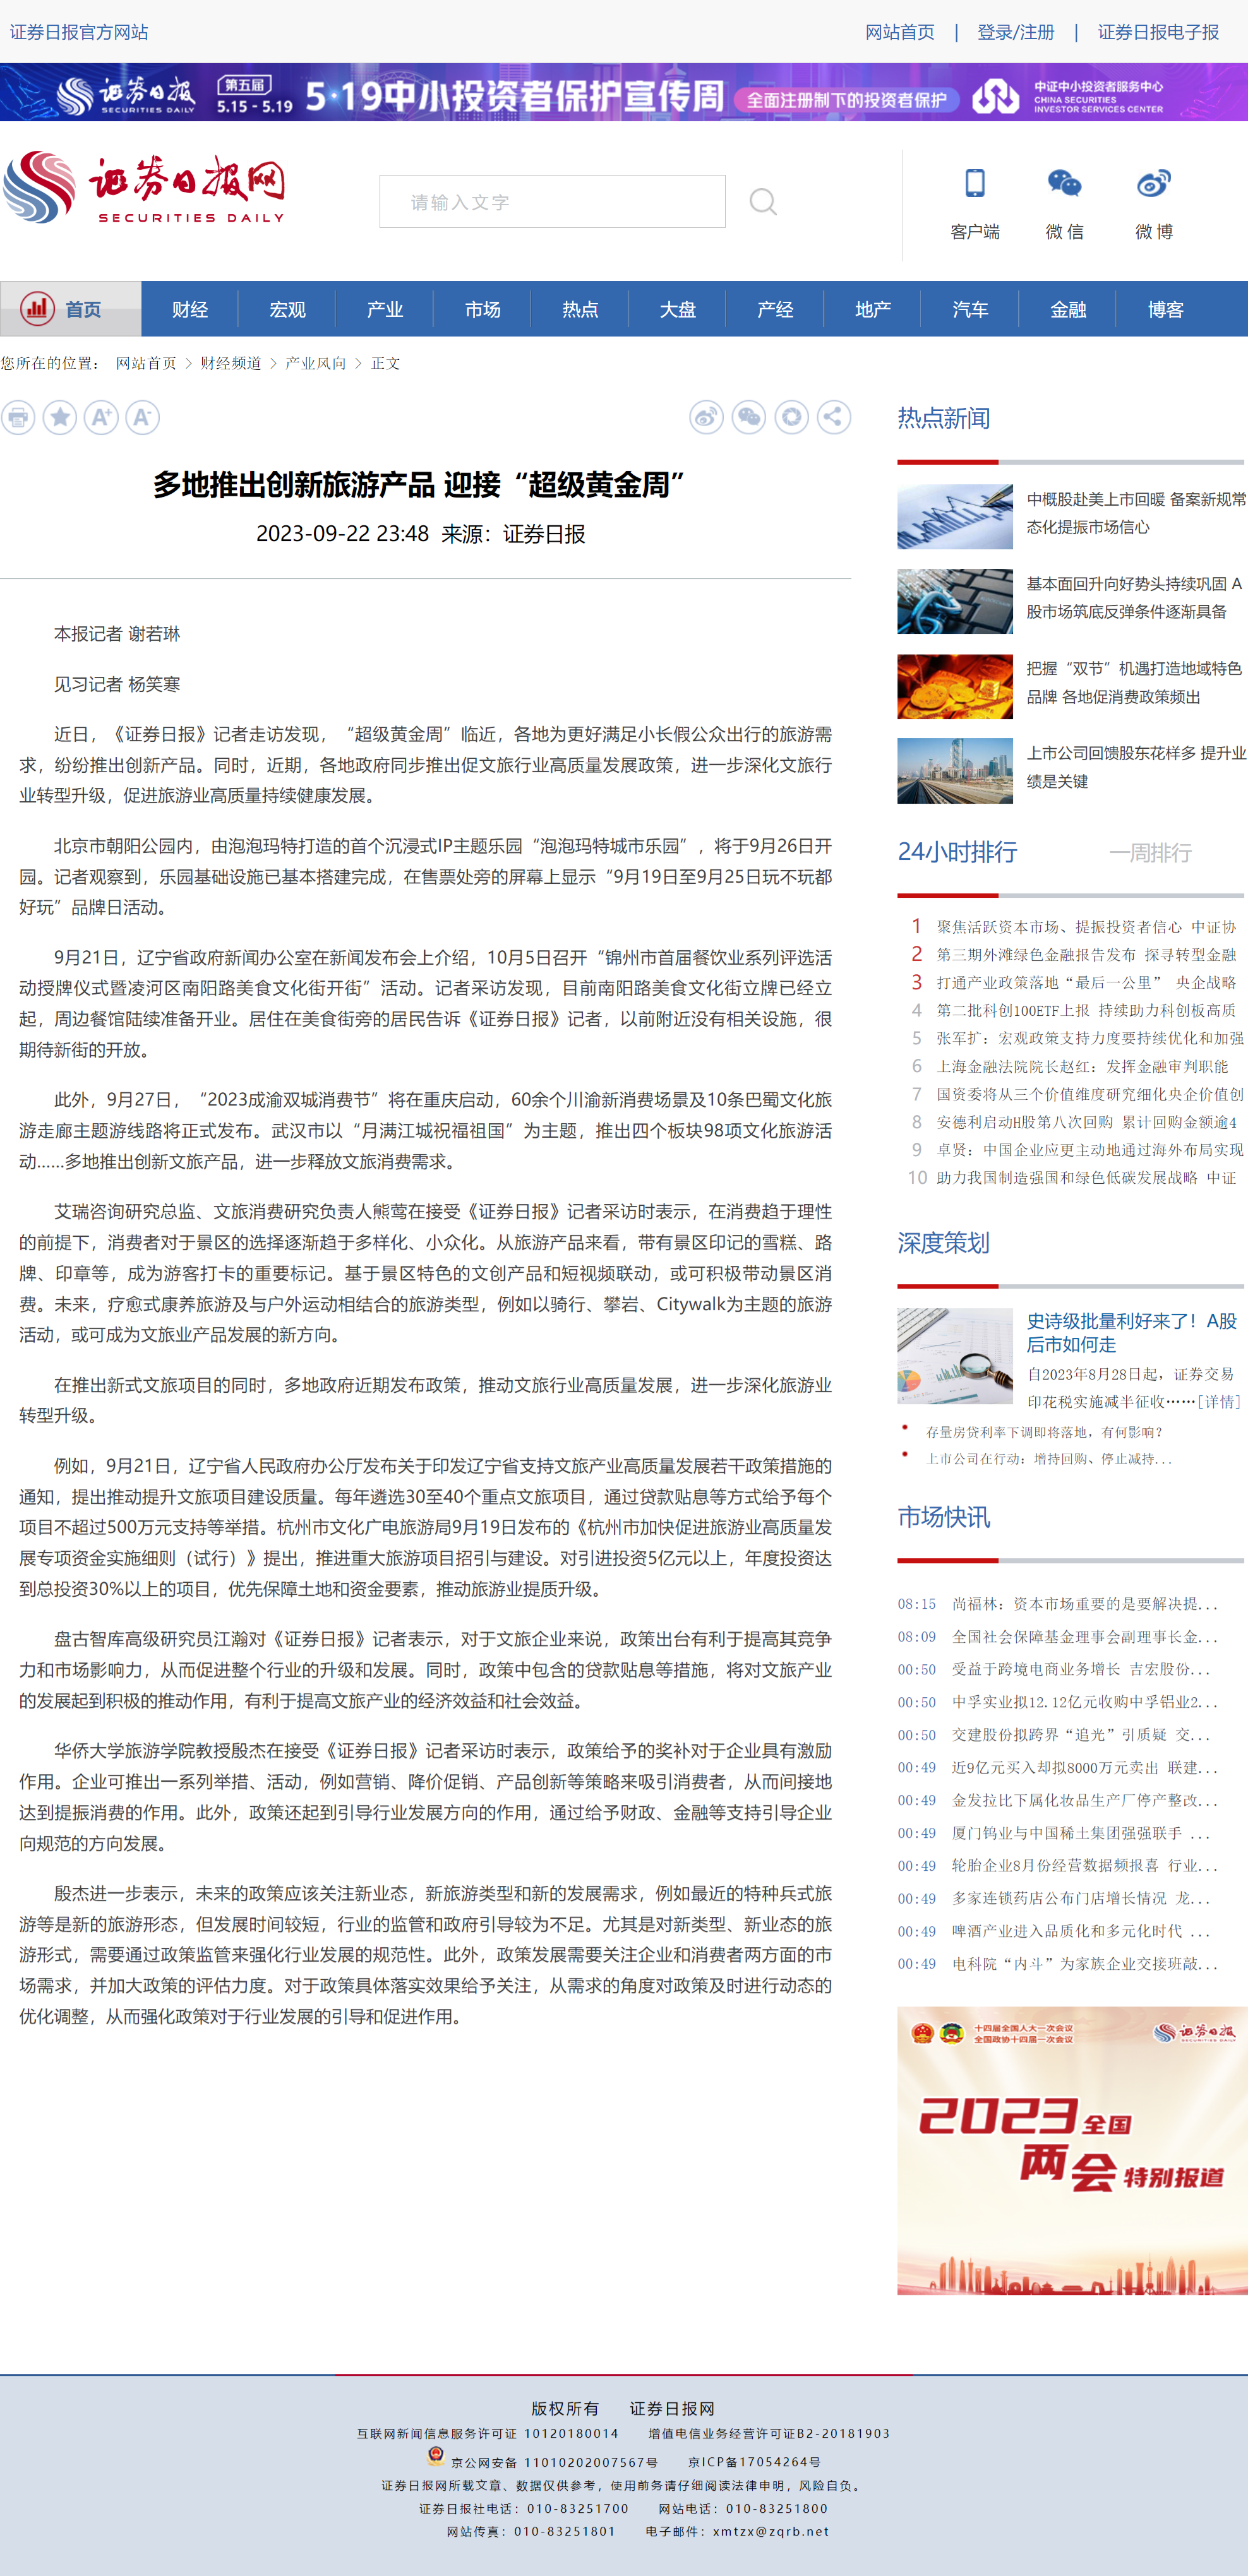 证券日报官方网站
网站首页 | 登录/注册 | 证券日报电子报
证券日报 SECURITIES DAILY 第五届 5.15 - 5.19 5·19中小投资者保护宣传周 全面注册制下的投资者保护 中证中小投资者服务中心 CHINA SECURITIES INVESTOR SERVICES CENTER
证券日报网
SECURITIES DAILY
请输入文字
客户端 微 信 微 博
首页 财经 宏观 产业 市场 热点 大盘 产经 地产 汽车 金融 博客
您所在的位置： 网站首页 > 财经频道 > 产业风向 > 正文
A+ A-
多地推出创新旅游产品 迎接“超级黄金周”
2023-09-22 23:48 来源：证券日报
本报记者 谢若琳
见习记者 杨笑寒
近日，《证券日报》记者走访发现，“超级黄金周”临近，各地为更好满足小长假公众出行的旅游需
求，纷纷推出创新产品。同时，近期，各地政府同步推出促文旅行业高质量发展政策，进一步深化文旅行
业转型升级，促进旅游业高质量持续健康发展。
北京市朝阳公园内，由泡泡玛特打造的首个沉浸式IP主题乐园“泡泡玛特城市乐园”，将于9月26日开
园。记者观察到，乐园基础设施已基本搭建完成，在售票处旁的屏幕上显示“9月19日至9月25日玩不玩都
好玩”品牌日活动。
9月21日，辽宁省政府新闻办公室在新闻发布会上介绍，10月5日召开“锦州市首届餐饮业系列评选活
动授牌仪式暨凌河区南阳路美食文化街开街”活动。记者采访发现，目前南阳路美食文化街立牌已经立
起，周边餐馆陆续准备开业。居住在美食街旁的居民告诉《证券日报》记者，以前附近没有相关设施，很
期待新街的开放。
此外，9月27日，“2023成渝双城消费节”将在重庆启动，60余个川渝新消费场景及10条巴蜀文化旅
游走廊主题游线路将正式发布。武汉市以“月满江城祝福祖国”为主题，推出四个板块98项文化旅游活
动……多地推出创新文旅产品，进一步释放文旅消费需求。
艾瑞咨询研究总监、文旅消费研究负责人熊莺在接受《证券日报》记者采访时表示，在消费趋于理性
的前提下，消费者对于景区的选择逐渐趋于多样化、小众化。从旅游产品来看，带有景区印记的雪糕、路
牌、印章等，成为游客打卡的重要标记。基于景区特色的文创产品和短视频联动，或可积极带动景区消
费。未来，疗愈式康养旅游及与户外运动相结合的旅游类型，例如以骑行、攀岩、Citywalk为主题的旅游
活动，或可成为文旅业产品发展的新方向。
在推出新式文旅项目的同时，多地政府近期发布政策，推动文旅行业高质量发展，进一步深化旅游业
转型升级。
例如，9月21日，辽宁省人民政府办公厅发布关于印发辽宁省支持文旅产业高质量发展若干政策措施的
通知，提出推动提升文旅项目建设质量。每年遴选30至40个重点文旅项目，通过贷款贴息等方式给予每个
项目不超过500万元支持等举措。杭州市文化广电旅游局9月19日发布的《杭州市加快促进旅游业高质量发
展专项资金实施细则（试行）》提出，推进重大旅游项目招引与建设。对引进投资5亿元以上，年度投资达
到总投资30%以上的项目，优先保障土地和资金要素，推动旅游业提质升级。
盘古智库高级研究员江瀚对《证券日报》记者表示，对于文旅企业来说，政策出台有利于提高其竞争
力和市场影响力，从而促进整个行业的升级和发展。同时，政策中包含的贷款贴息等措施，将对文旅产业
的发展起到积极的推动作用，有利于提高文旅产业的经济效益和社会效益。
华侨大学旅游学院教授殷杰在接受《证券日报》记者采访时表示，政策给予的奖补对于企业具有激励
作用。企业可推出一系列举措、活动，例如营销、降价促销、产品创新等策略来吸引消费者，从而间接地
达到提振消费的作用。此外，政策还起到引导行业发展方向的作用，通过给予财政、金融等支持引导企业
向规范的方向发展。
殷杰进一步表示，未来的政策应该关注新业态，新旅游类型和新的发展需求，例如最近的特种兵式旅
游等是新的旅游形态，但发展时间较短，行业的监管和政府引导较为不足。尤其是对新类型、新业态的旅
游形式，需要通过政策监管来强化行业发展的规范性。此外，政策发展需要关注企业和消费者两方面的市
场需求，并加大政策的评估力度。对于政策具体落实效果给予关注，从需求的角度对政策及时进行动态的
优化调整，从而强化政策对于行业发展的引导和促进作用。
热点新闻
中概股赴美上市回暖 备案新规常
态化提振市场信心
基本面回升向好势头持续巩固 A
股市场筑底反弹条件逐渐具备
把握“双节”机遇打造地域特色
品牌 各地促消费政策频出
上市公司回馈股东花样多 提升业
绩是关键
24小时排行 一周排行
1 聚焦活跃资本市场、提振投资者信心 中证协
2 第三期外滩绿色金融报告发布 探寻转型金融
3 打通产业政策落地“最后一公里” 央企战略
4 第二批科创100ETF上报 持续助力科创板高质
5 张军扩：宏观政策支持力度要持续优化和加强
6 上海金融法院院长赵红：发挥金融审判职能
7 国资委将从三个价值维度研究细化央企价值创
8 安德利启动H股第八次回购 累计回购金额逾4
9 卓贤：中国企业应更主动地通过海外布局实现
10 助力我国制造强国和绿色低碳发展战略 中证
深度策划
史诗级批量利好来了！A股
后市如何走
自2023年8月28日起，证券交易
印花税实施减半征收……[详情]
存量房贷利率下调即将落地，有何影响？
上市公司在行动：增持回购、停止减持...
市场快讯
08:15 尚福林：资本市场重要的是要解决提...
08:09 全国社会保障基金理事会副理事长金...
00:50 受益于跨境电商业务增长 吉宏股份...
00:50 中孚实业拟12.12亿元收购中孚铝业2...
00:50 交建股份拟跨界“追光”引质疑 交...
00:49 近9亿元买入却拟8000万元卖出 联建...
00:49 金发拉比下属化妆品生产厂停产整改...
00:49 厦门钨业与中国稀土集团强强联手 ...
00:49 轮胎企业8月份经营数据频报喜 行业...
00:49 多家连锁药店公布门店增长情况 龙...
00:49 啤酒产业进入品质化和多元化时代 ...
00:49 电科院“内斗”为家族企业交接班敲...
十四届全国人大一次会议
全国政协十四届一次会议
证券日报
2023全国
两会特别报道
版权所有 证券日报网
互联网新闻信息服务许可证 10120180014 增值电信业务经营许可证B2-20181903
京公网安备 11010202007567号 京ICP备17054264号
证券日报网所载文章、数据仅供参考，使用前务请仔细阅读法律申明，风险自负。
证券日报社电话：010-83251700 网站电话：010-83251800
网站传真：010-83251801 电子邮件：xmtzx@zqrb.net